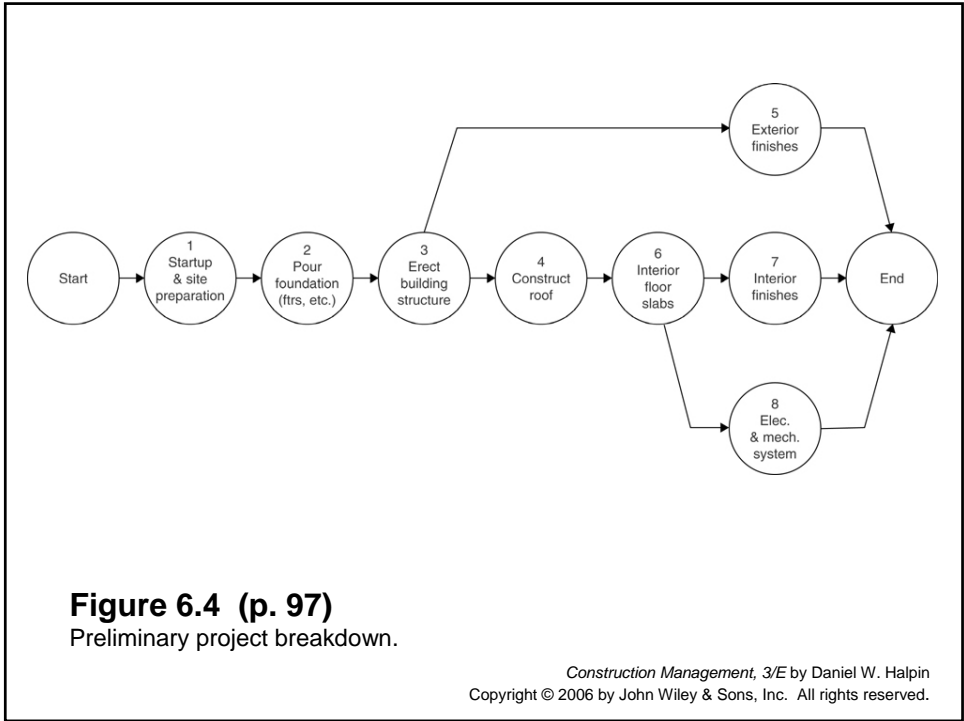 5
Exterior
finishes
Start
1
Startup
& site
preparation
2
Pour
foundation
(ftrs, etc.)
3
Erect
building
structure
4
Construct
roof
6
Interior
floor
slabs
7
Interior
finishes
End
8
Elec.
& mech.
system
Figure 6.4 (p. 97)
Preliminary project breakdown.
Construction Management, 3/E by Daniel W. Halpin
Copyright © 2006 by John Wiley & Sons, Inc. All rights reserved.